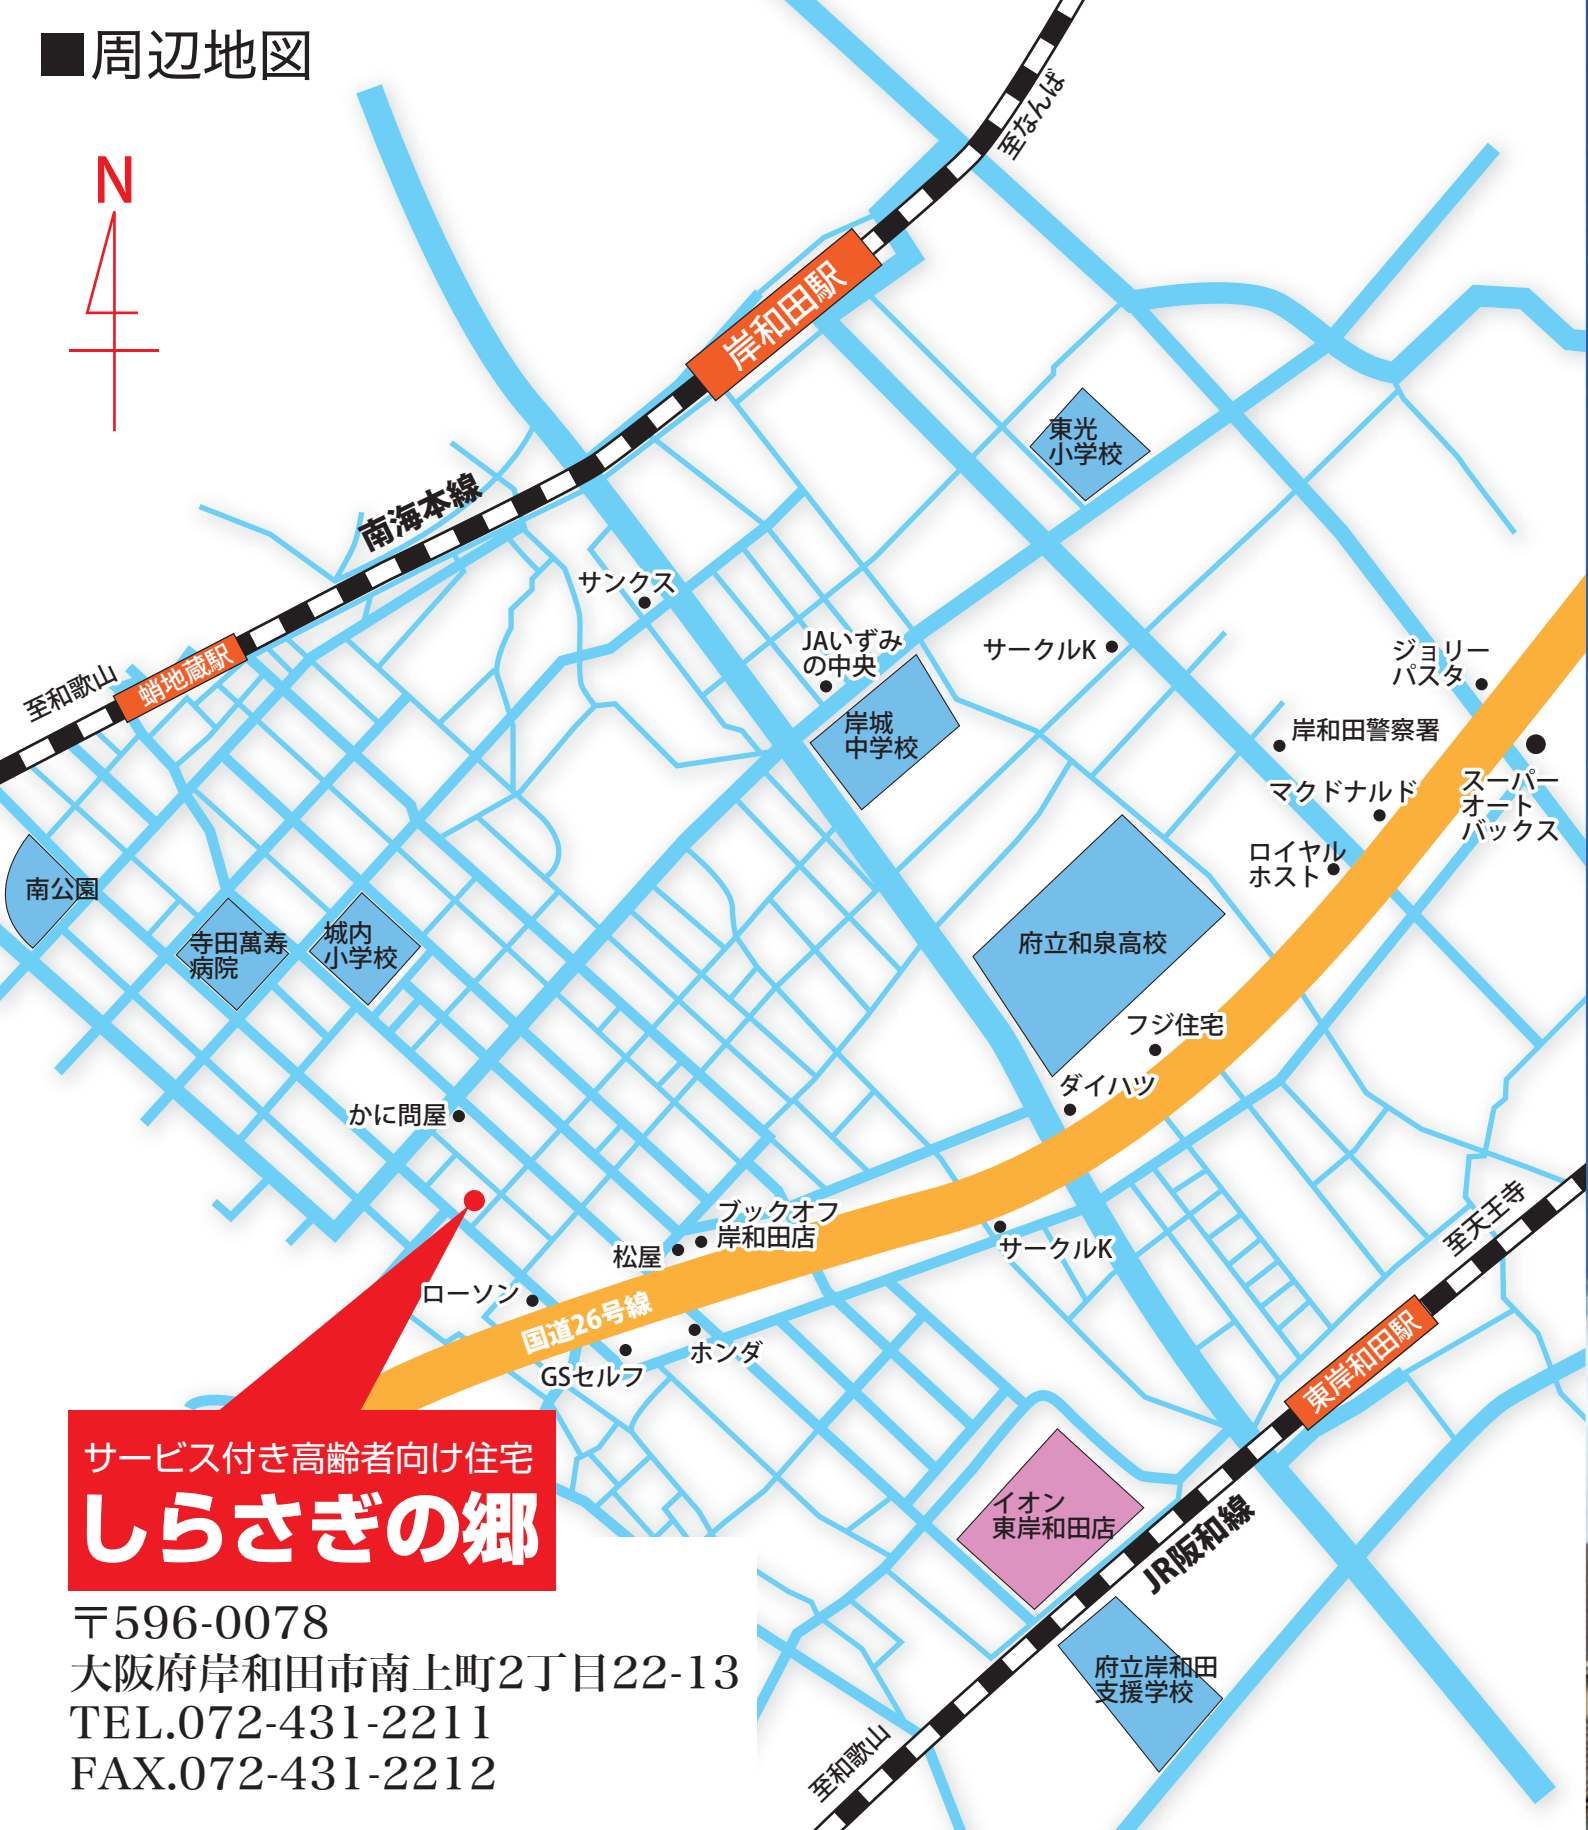 ■周辺地図
N
至なんば
岸和田駅
東光
小学校
南海本線
サンクス
JAいずみ
の中央
サークルK
ジョリー
パスタ
至和歌山
蛸地蔵駅
岸城
中学校
岸和田警察署
マクドナルド
スーパー
オート
バックス
ロイヤル
ホスト
南公園
寺田萬寿
病院
城内
小学校
府立和泉高校
フジ住宅
ダイハツ
かに問屋
ブックオフ
岸和田店
松屋
サークルK
至天王寺
ローソン
国道26号線
ホンダ
GSセルフ
東岸和田駅
サービス付き高齢者向け住宅
しらさぎの郷
イオン
東岸和田店
JR阪和線
〒596-0078
大阪府岸和田市南上町2丁目22-13
TEL.072-431-2211
FAX.072-431-2212
府立岸和田
支援学校
至和歌山